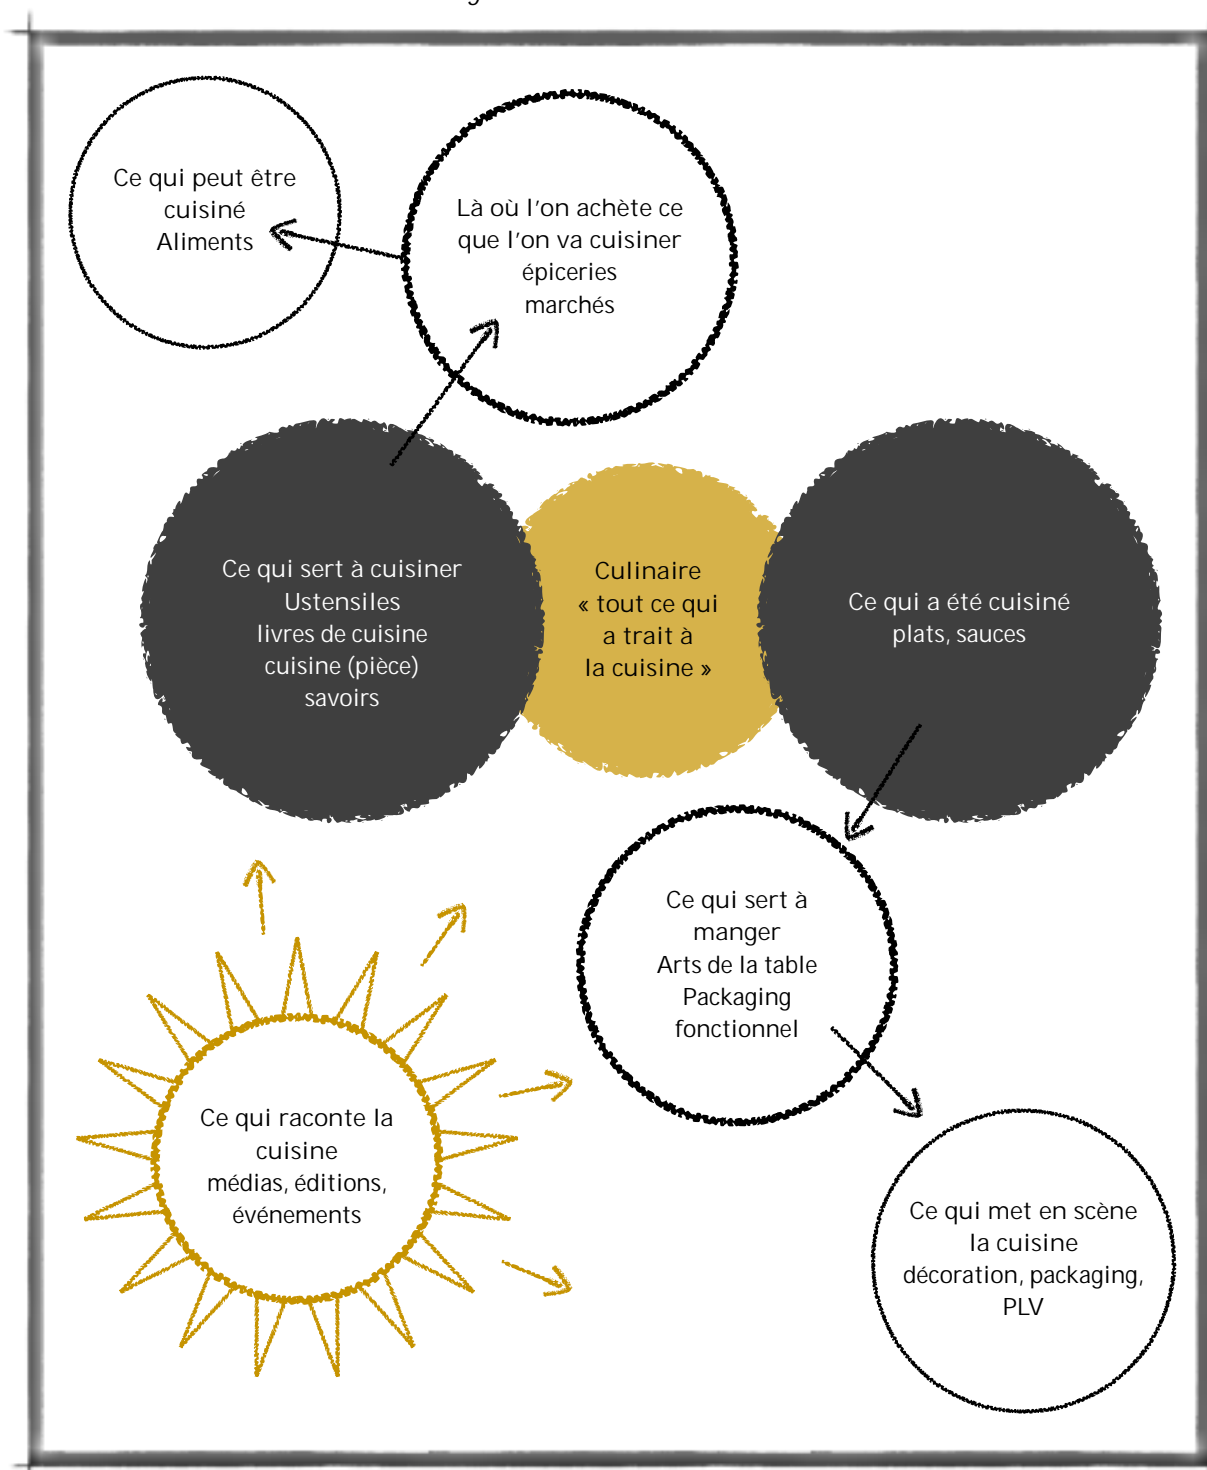 Ce qui peut être
cuisiné
Aliments
Là où l'on achète ce
que l'on va cuisiner
épiceries
marchés
Ce qui sert à cuisiner
Ustensiles
livres de cuisine
cuisine (pièce)
savoirs
Culinaire
« tout ce qui
a trait à
la cuisine »
Ce qui a été cuisiné
plats, sauces
Ce qui sert à
manger
Arts de la table
Packaging
fonctionnel
Ce qui raconte la
cuisine
médias, éditions,
événements
Ce qui met en scène
la cuisine
décoration, packaging,
PLV